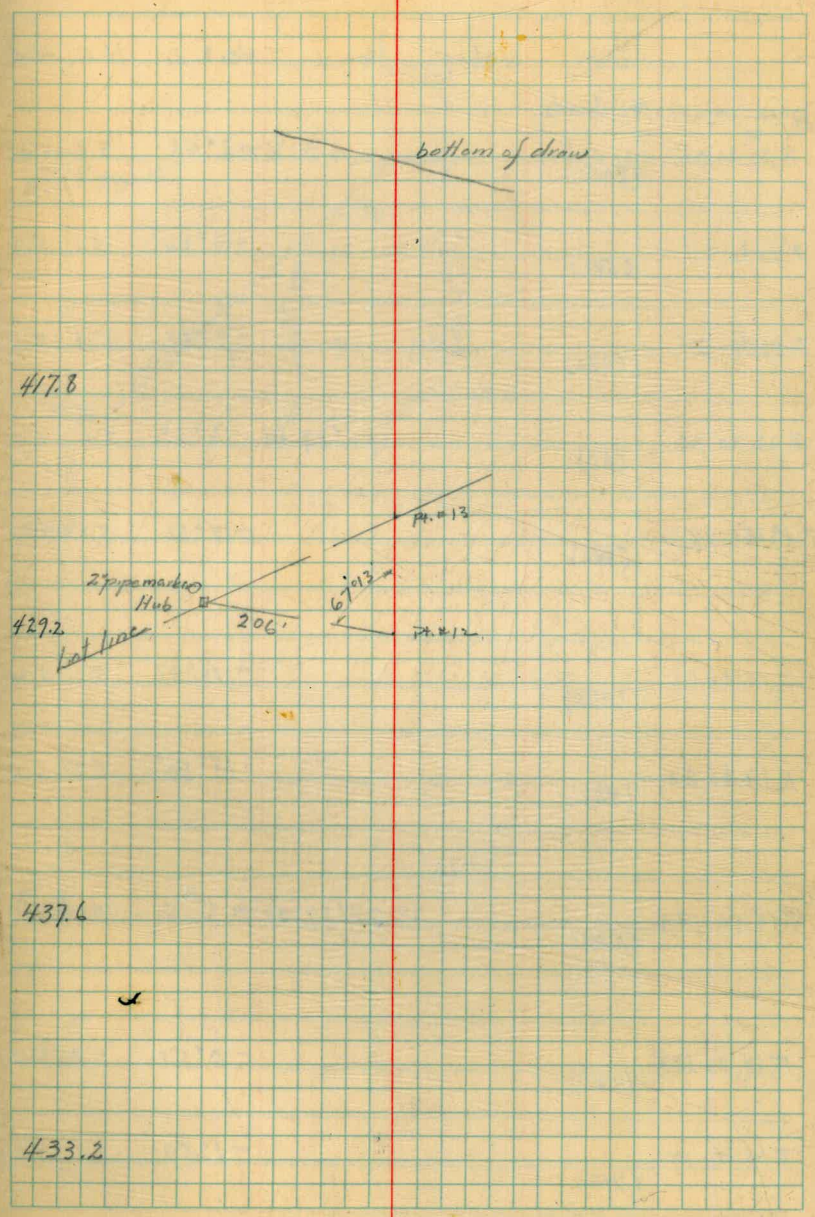 bottom of draw
417.8
Pt. #13
2" pipe marked
Hub
67°13'
206'
Pt. #12
429.2
Lot line
437.6
433.2